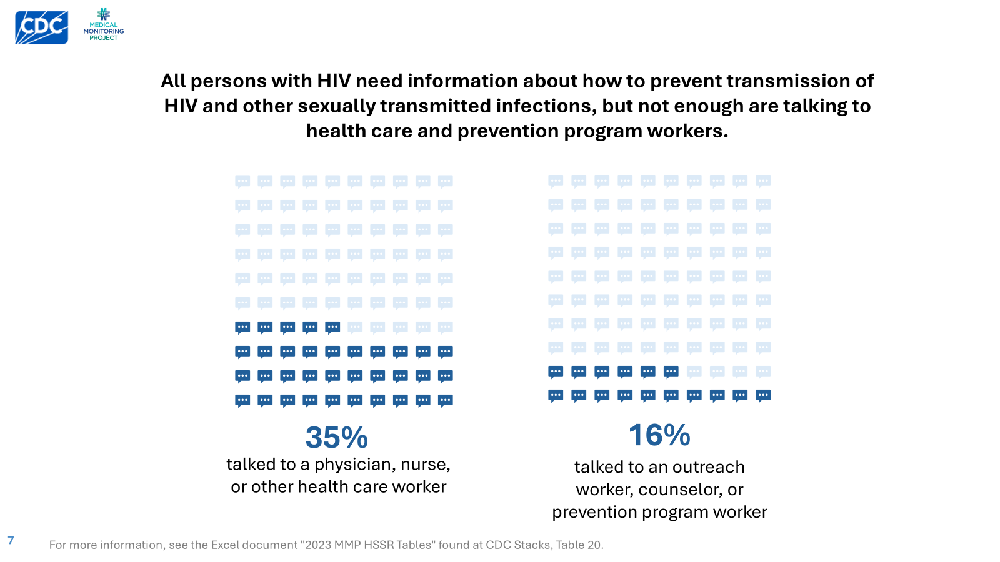 CDC
MEDICAL
MONITORING
PROJECT
All persons with HIV need information about how to prevent transmission of
HIV and other sexually transmitted infections, but not enough are talking to
health care and prevention program workers.
35%
talked to a physician, nurse,
or other health care worker
16%
talked to an outreach
worker, counselor, or
prevention program worker
7
For more information, see the Excel document "2023 MMP HSSR Tables" found at CDC Stacks, Table 20.